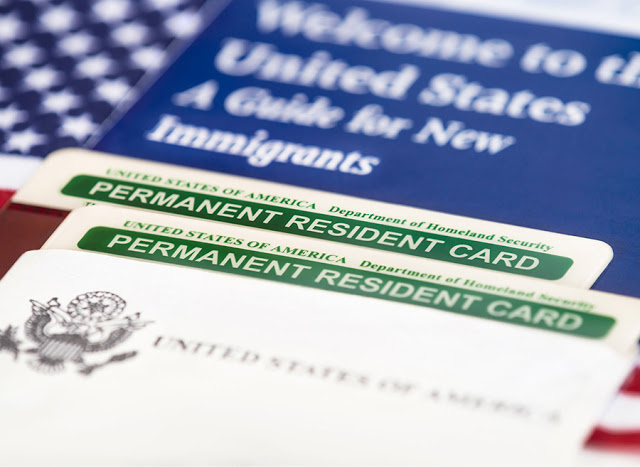 Welcome to th
United States
A Guide for New
Immigrants
UNITED STATES OF AMERICA Department of Homeland Security
PERMANENT RESIDENT CARD
UNITED STATES OF AMERICA Department of Homeland Security
PERMANENT RESIDENT CARD
UNITED STATES OF AMERICA